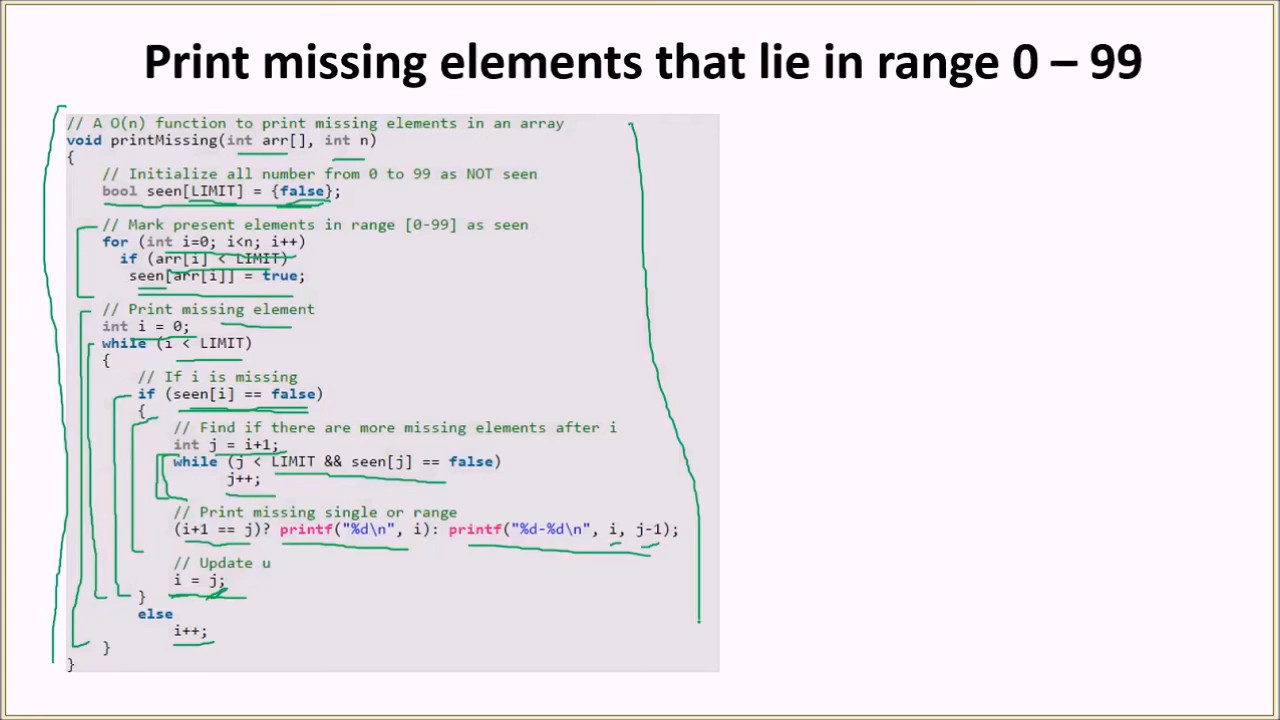 Print missing elements that lie in range 0 – 99
// A O(n) function to print missing elements in an array
void printMissing(int arr[], int n)
{
// Initialize all number from 0 to 99 as NOT seen
bool seen[LIMIT] = {false};
// Mark present elements in range [0-99] as seen
for (int i=0; i<n; i++)
if (arr[i] < LIMIT)
seen[arr[i]] = true;
// Print missing element
int i = 0;
while (i < LIMIT)
{
// If i is missing
if (seen[i] == false)
{
// Find if there are more missing elements after i
int j = i+1;
while (j < LIMIT && seen[j] == false)
j++;
// Print missing single or range
(i+1 == j)? printf("%d\n", i): printf("%d-%d\n", i, j-1);
// Update u
i = j;
}
else
i++;
}
}